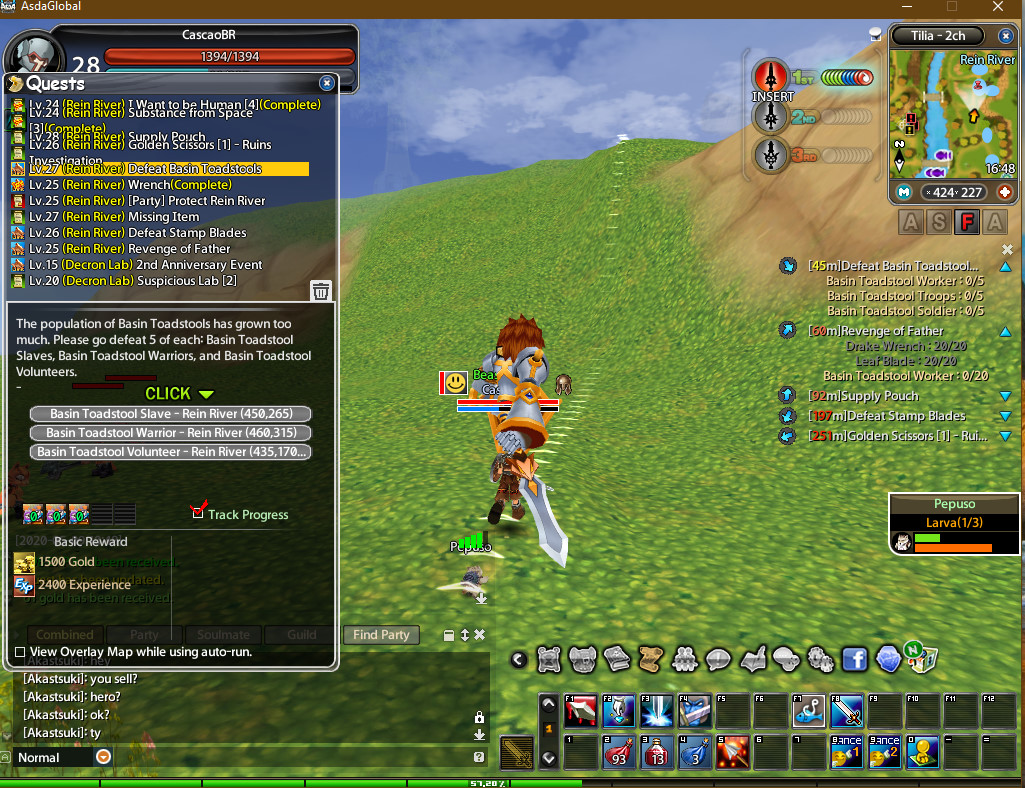 AsdaGlobal
CascaoBR
28
1394/1394
Quests
Lv.24 (Rein River) I Want to be Human [4](Complete)
Lv.24 (Rein River) Substance from Space
[3](Complete)
Lv.28 (Rein River) Supply Pouch
Lv.26 (Rein River) Golden Scissors [1] - Ruins
Investigation
Lv.27 (Rein River) Defeat Basin Toadstools
Lv.25 (Rein River) Wrench(Complete)
Lv.25 (Rein River) [Party] Protect Rein River
Lv.27 (Rein River) Missing Item
Lv.26 (Rein River) Defeat Stamp Blades
Lv.25 (Rein River) Revenge of Father
Lv.15 (Decron Lab) 2nd Anniversary Event
Lv.20 (Decron Lab) Suspicious Lab [2]
The population of Basin Toadstools has grown too
much. Please go defeat 5 of each: Basin Toadstool
Slaves, Basin Toadstool Warriors, and Basin Toadstool
Volunteers.
-
CLICK
Basin Toadstool Slave - Rein River (450,265)
Basin Toadstool Warrior - Rein River (460,315)
Basin Toadstool Volunteer - Rein River (435,170...
Track Progress
Basic Reward
1500 Gold
2400 Experience
gold has been received
View Overlay Map while using auto-run.
Combined
Party
Soulmate
Guild
Find Party
[Akastsuki]: hey
[Akastsuki]: you sell?
[Akastsuki]: hero?
[Akastsuki]: ok?
[Akastsuki]: ty
Normal
57,20%
INSERT
1ST
2ND
3RD
Tilia - 2ch
Rein River
N
16:48
M
X 424 Y 227
A S F A
[45m]Defeat Basin Toadstool...
Basin Toadstool Worker : 0/5
Basin Toadstool Troops : 0/5
Basin Toadstool Soldier : 0/5
[60m]Revenge of Father
Drake Wrench : 20/20
Leaf Blade : 20/20
Basin Toadstool Worker : 0/20
[92m]Supply Pouch
[197m]Defeat Stamp Blades
[251m]Golden Scissors [1] - Rui...
Bea
Cas
Pepuso
Pepuso
Larva(1/3)
N
F1 F2 F3 F4 F5 F6 F7 F8 F9 F10 F11 F12
1
1 2 3 4 5 6 7 0 - =
93 13 3
1 2